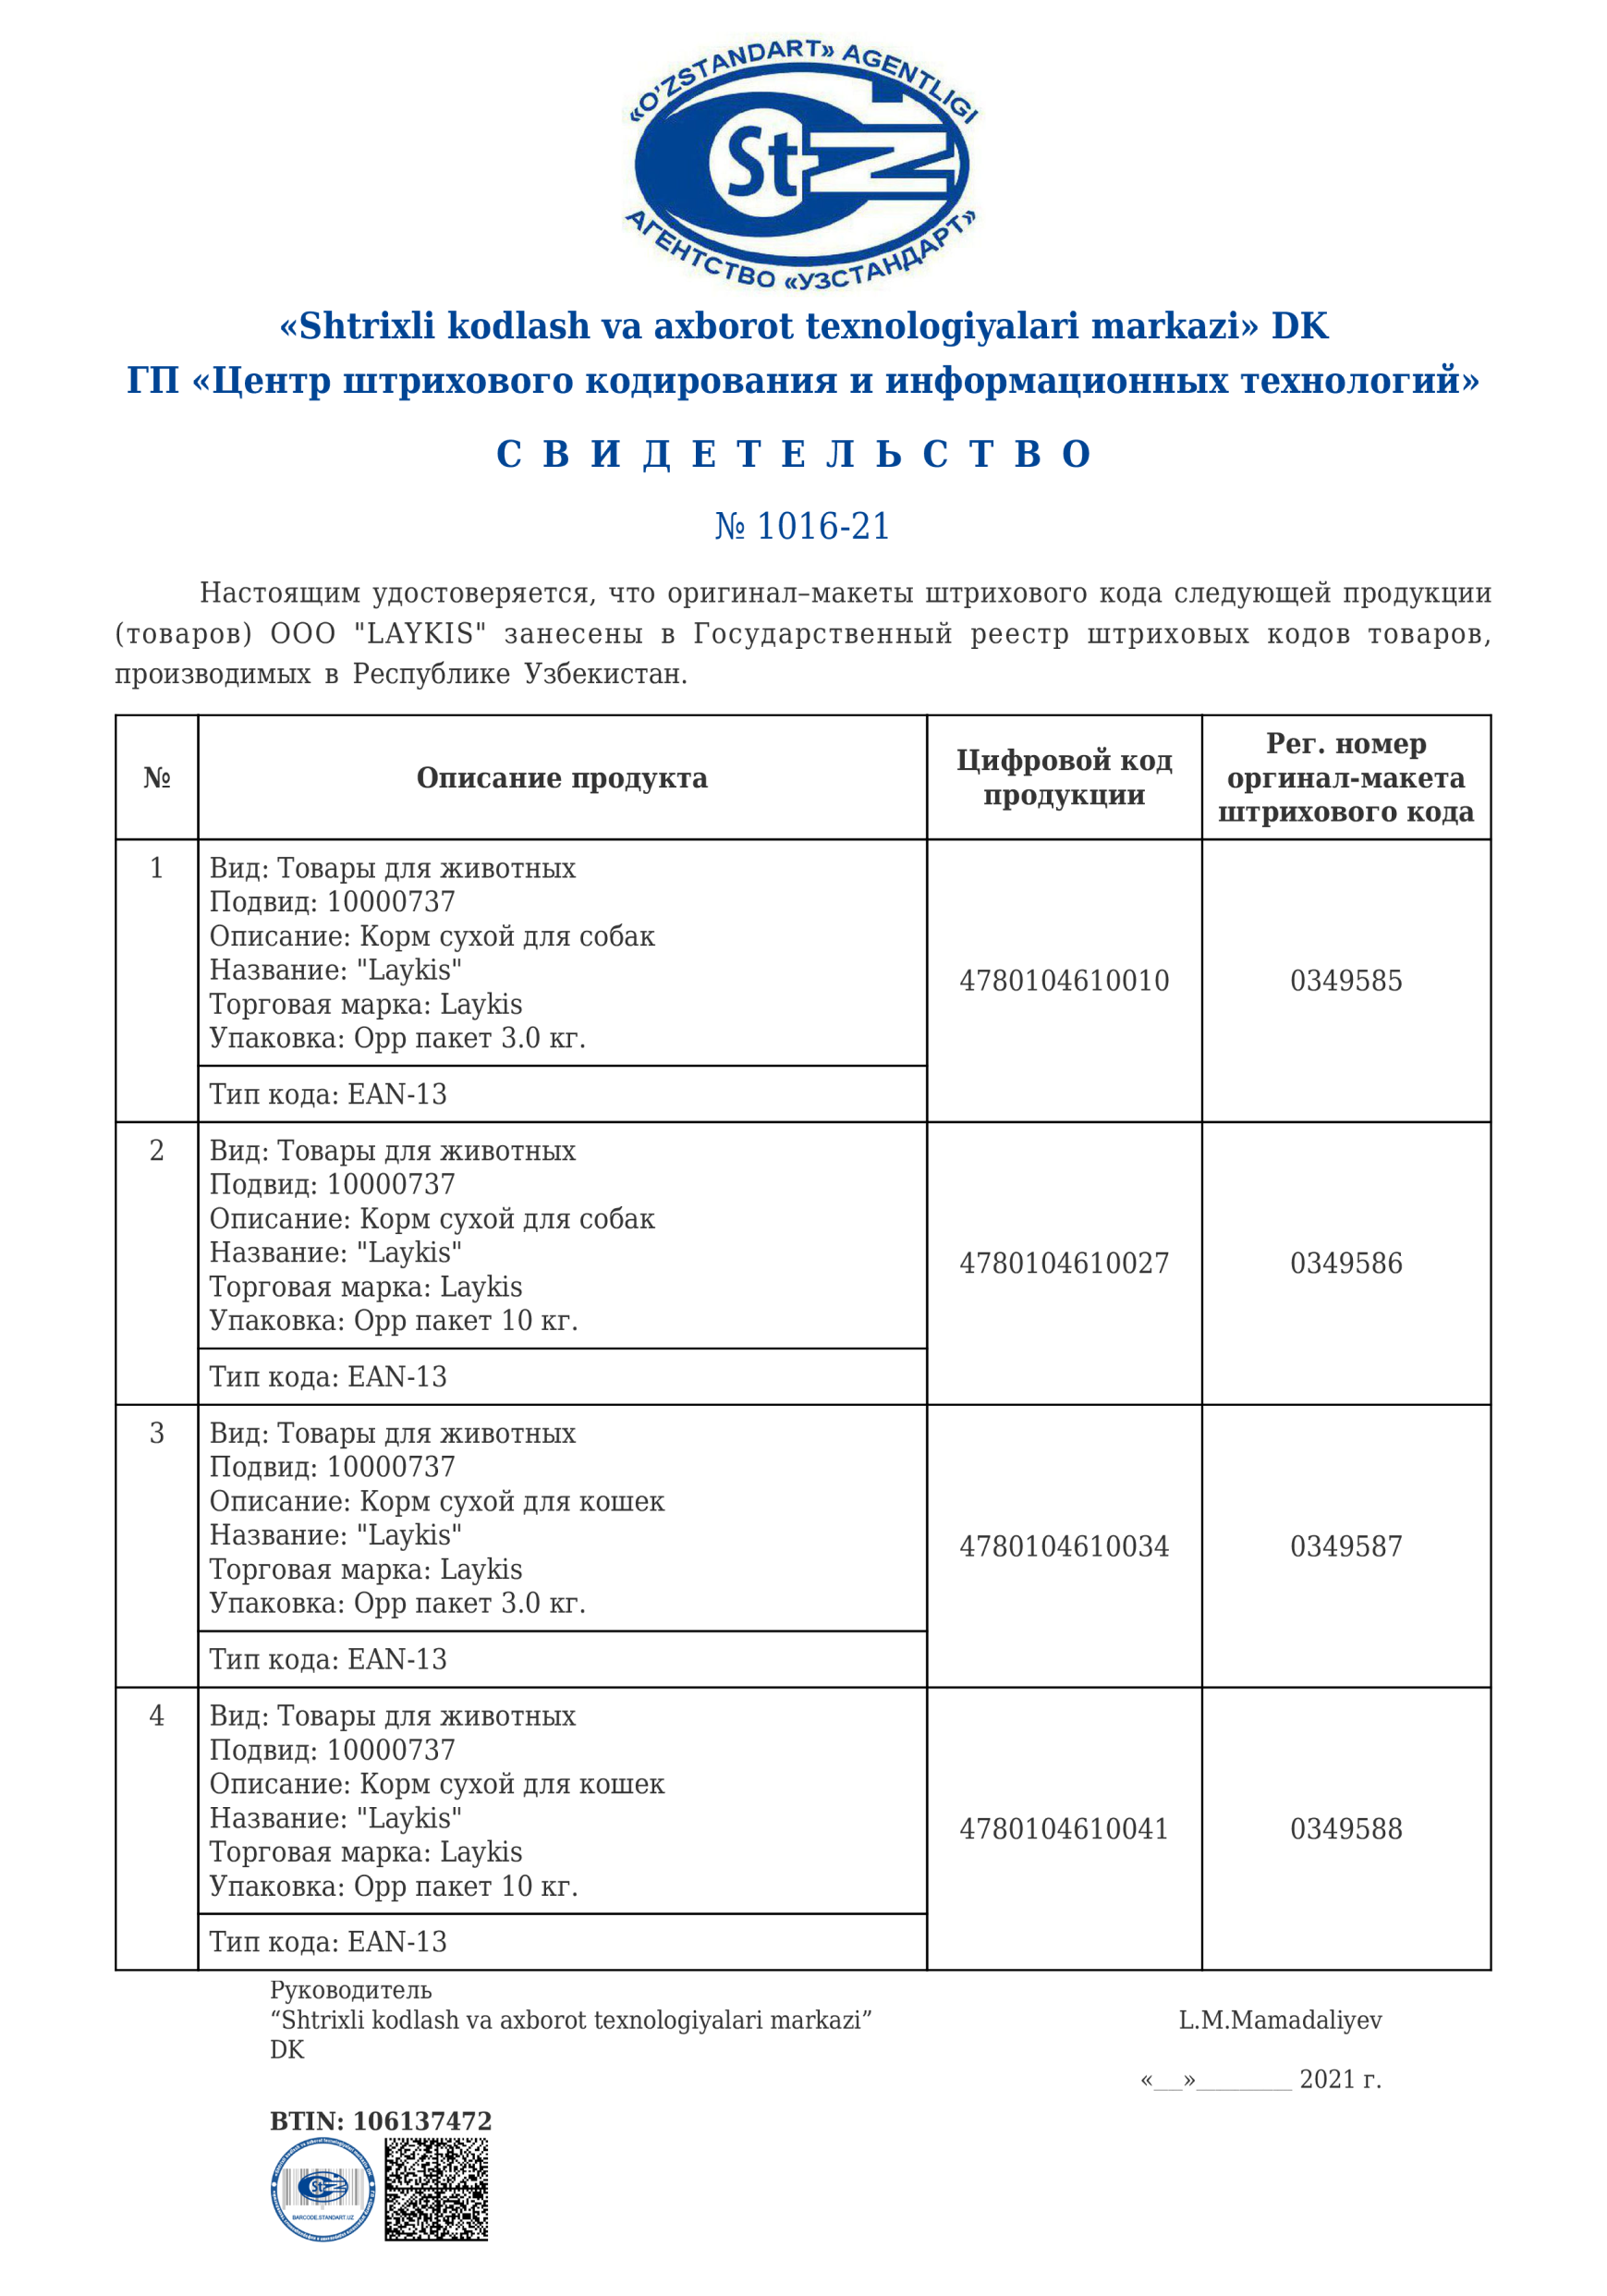 «O'ZSTANDART» AGENTLIGI
St
АГЕНТСТВО «УЗСТАНДАРТ»
«Shtrixli kodlash va axborot texnologiyalari markazi» DK
ГП «Центр штрихового кодирования и информационных технологий»
С В И Д Е Т Е Л Ь С Т В О
№ 1016-21
Настоящим удостоверяется, что оригинал–макеты штрихового кода следующей продукции
(товаров) ООО "LAYKIS" занесены в Государственный реестр штриховых кодов товаров,
производимых в Республике Узбекистан.
№
Описание продукта
Цифровой код
продукции
Рег. номер
оргинал-макета
штрихового кода
1
Вид: Товары для животных
Подвид: 10000737
Описание: Корм сухой для собак
Название: "Laykis"
Торговая марка: Laykis
Упаковка: Opp пакет 3.0 кг.
Тип кода: EAN-13
4780104610010
0349585
2
Вид: Товары для животных
Подвид: 10000737
Описание: Корм сухой для собак
Название: "Laykis"
Торговая марка: Laykis
Упаковка: Opp пакет 10 кг.
Тип кода: EAN-13
4780104610027
0349586
3
Вид: Товары для животных
Подвид: 10000737
Описание: Корм сухой для кошек
Название: "Laykis"
Торговая марка: Laykis
Упаковка: Opp пакет 3.0 кг.
Тип кода: EAN-13
4780104610034
0349587
4
Вид: Товары для животных
Подвид: 10000737
Описание: Корм сухой для кошек
Название: "Laykis"
Торговая марка: Laykis
Упаковка: Opp пакет 10 кг.
Тип кода: EAN-13
4780104610041
0349588
Руководитель
“Shtrixli kodlash va axborot texnologiyalari markazi”
DK
L.M.Mamadaliyev
«__»________ 2021 г.
BTIN: 106137472
St
BARCODE.STANDART.UZ